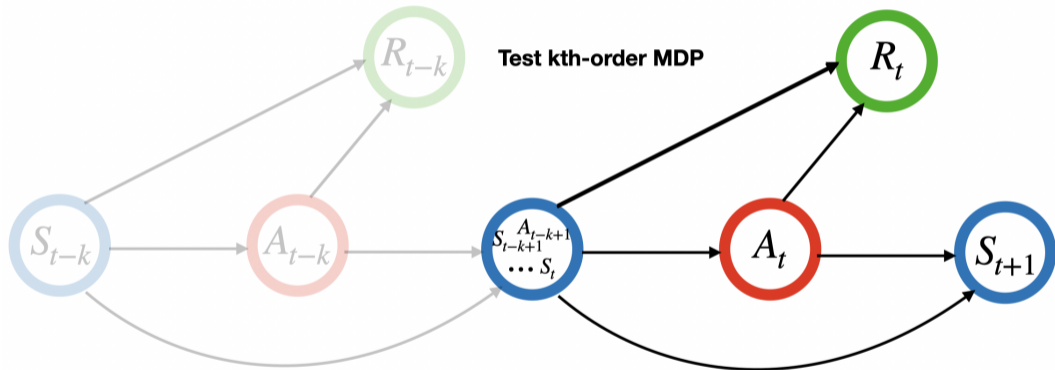 R_{t-k}
Test kth-order MDP
R_t
S_{t-k}
A_{t-k}
A_{t-k+1}
S_{t-k+1}
... S_t
A_t
S_{t+1}